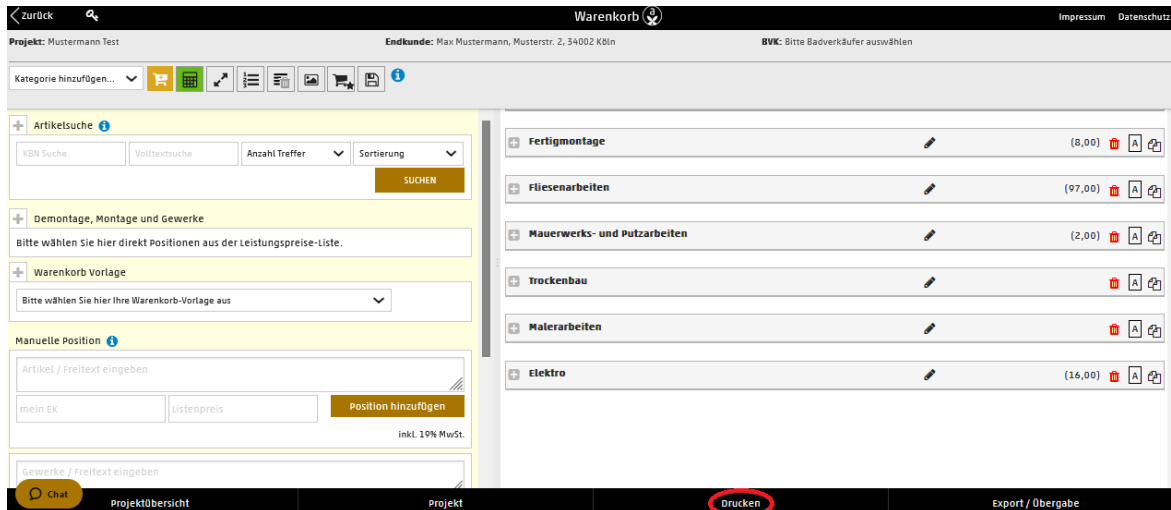 Zurück
Warenkorb
Impressum Datenschutz
Projekt: Mustermann Test
Endkunde: Max Mustermann, Musterstr. 2, 34002 Köln
BVK: Bitte Badverkäufer auswählen
Kategorie hinzufügen...
Artikelsuche
KBN Suche Volltextsuche Anzahl Treffer Sortierung
SUCHEN
Demontage, Montage und Gewerke
Bitte wählen Sie hier direkt Positionen aus der Leistungspreise-Liste.
Warenkorb Vorlage
Bitte wählen Sie hier Ihre Warenkorb-Vorlage aus
Manuelle Position
Artikel / Freitext eingeben
mein EK Listenpreis Position hinzufügen
inkl. 19% MwSt.
Gewerke / Freitext eingeben
Fertigmontage (8,00) A
Fliesenarbeiten (97,00) A
Mauerwerks- und Putzarbeiten (2,00) A
Trockenbau A
Malerarbeiten A
Elektro (16,00) A
Chat
Projektübersicht Projekt Drucken Export / Übergabe